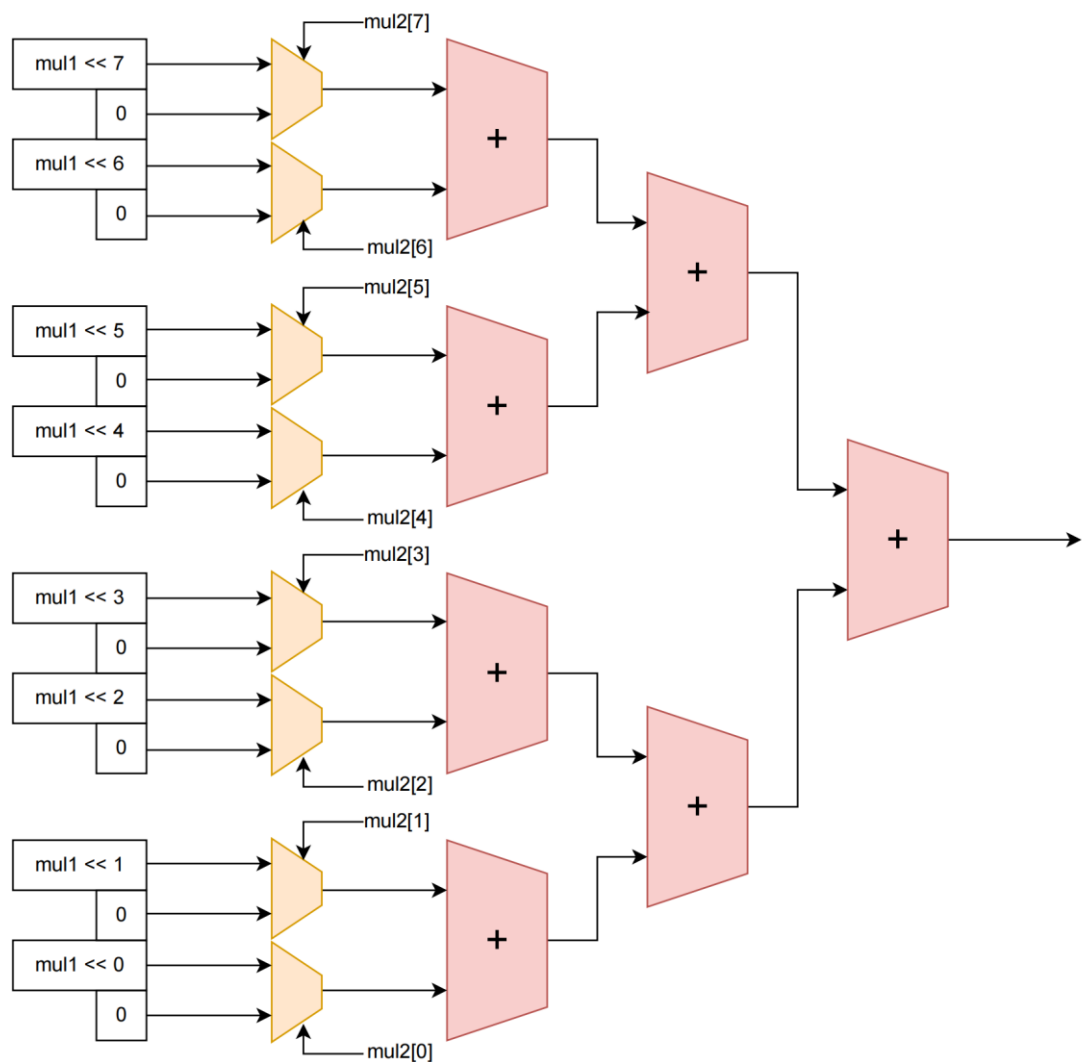 mul2[7]
mul1 << 7
0
+
mul1 << 6
0
mul2[6]
+
mul2[5]
mul1 << 5
0
+
mul1 << 4
0
mul2[4]
+
mul2[3]
mul1 << 3
0
+
mul1 << 2
0
mul2[2]
+
mul2[1]
mul1 << 1
0
+
mul1 << 0
0
mul2[0]